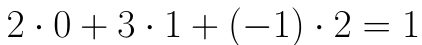 2 · 0 + 3 · 1 + (−1) · 2 = 1